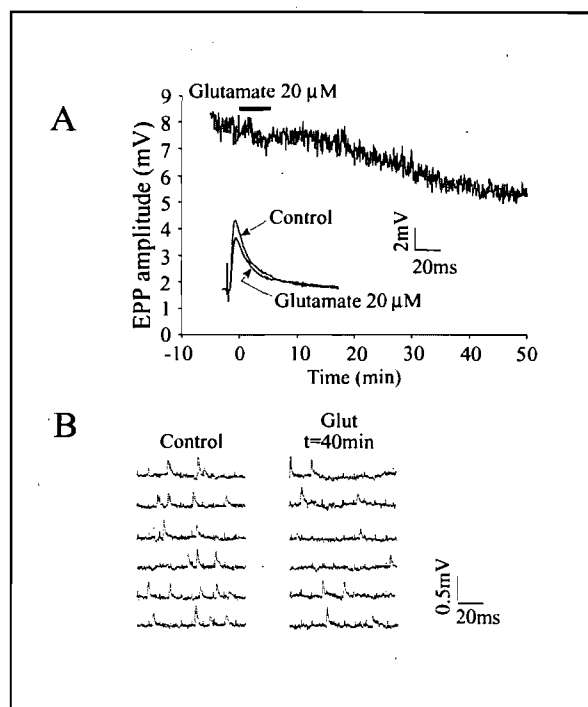 A
Glutamate 20 µM
9
8
7
6
5
4
3
2
1
0
EPP amplitude (mV)
Control
Glutamate 20 µM
2mV
20ms
-10
0
10
20
30
40
50
Time (min)
B
Control
Glut
t=40min
0.5mV
20ms